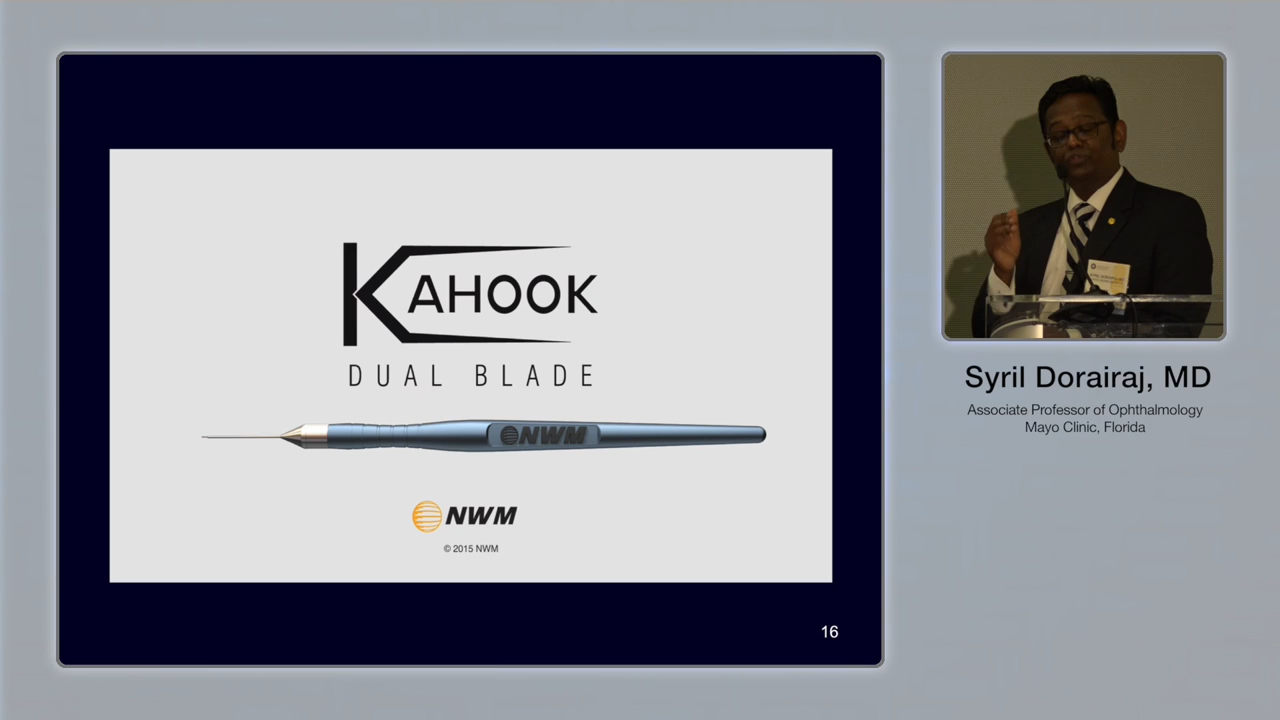 KAHOOK
DUAL BLADE
NWM
NWM
© 2015 NWM
16
Syril Dorairaj, MD
Associate Professor of Ophthalmology
Mayo Clinic, Florida